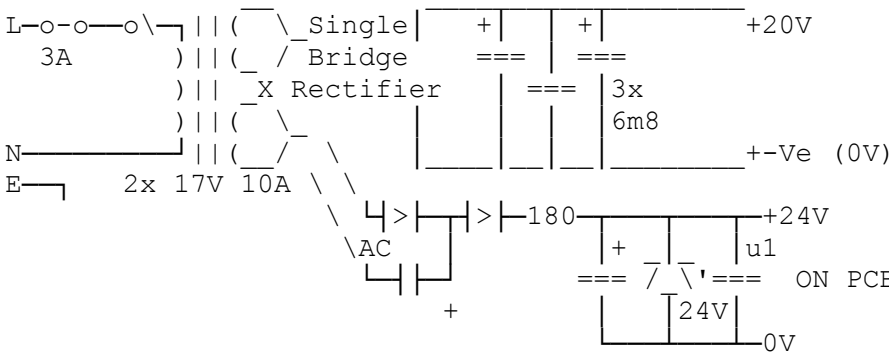 L Single + + +20V
3A Bridge
X Rectifier 3x
6m8
N +-Ve (0V)
E 2x 17V 10A
180 +24V
AC + u1
ON PCB
+ 24V
0V